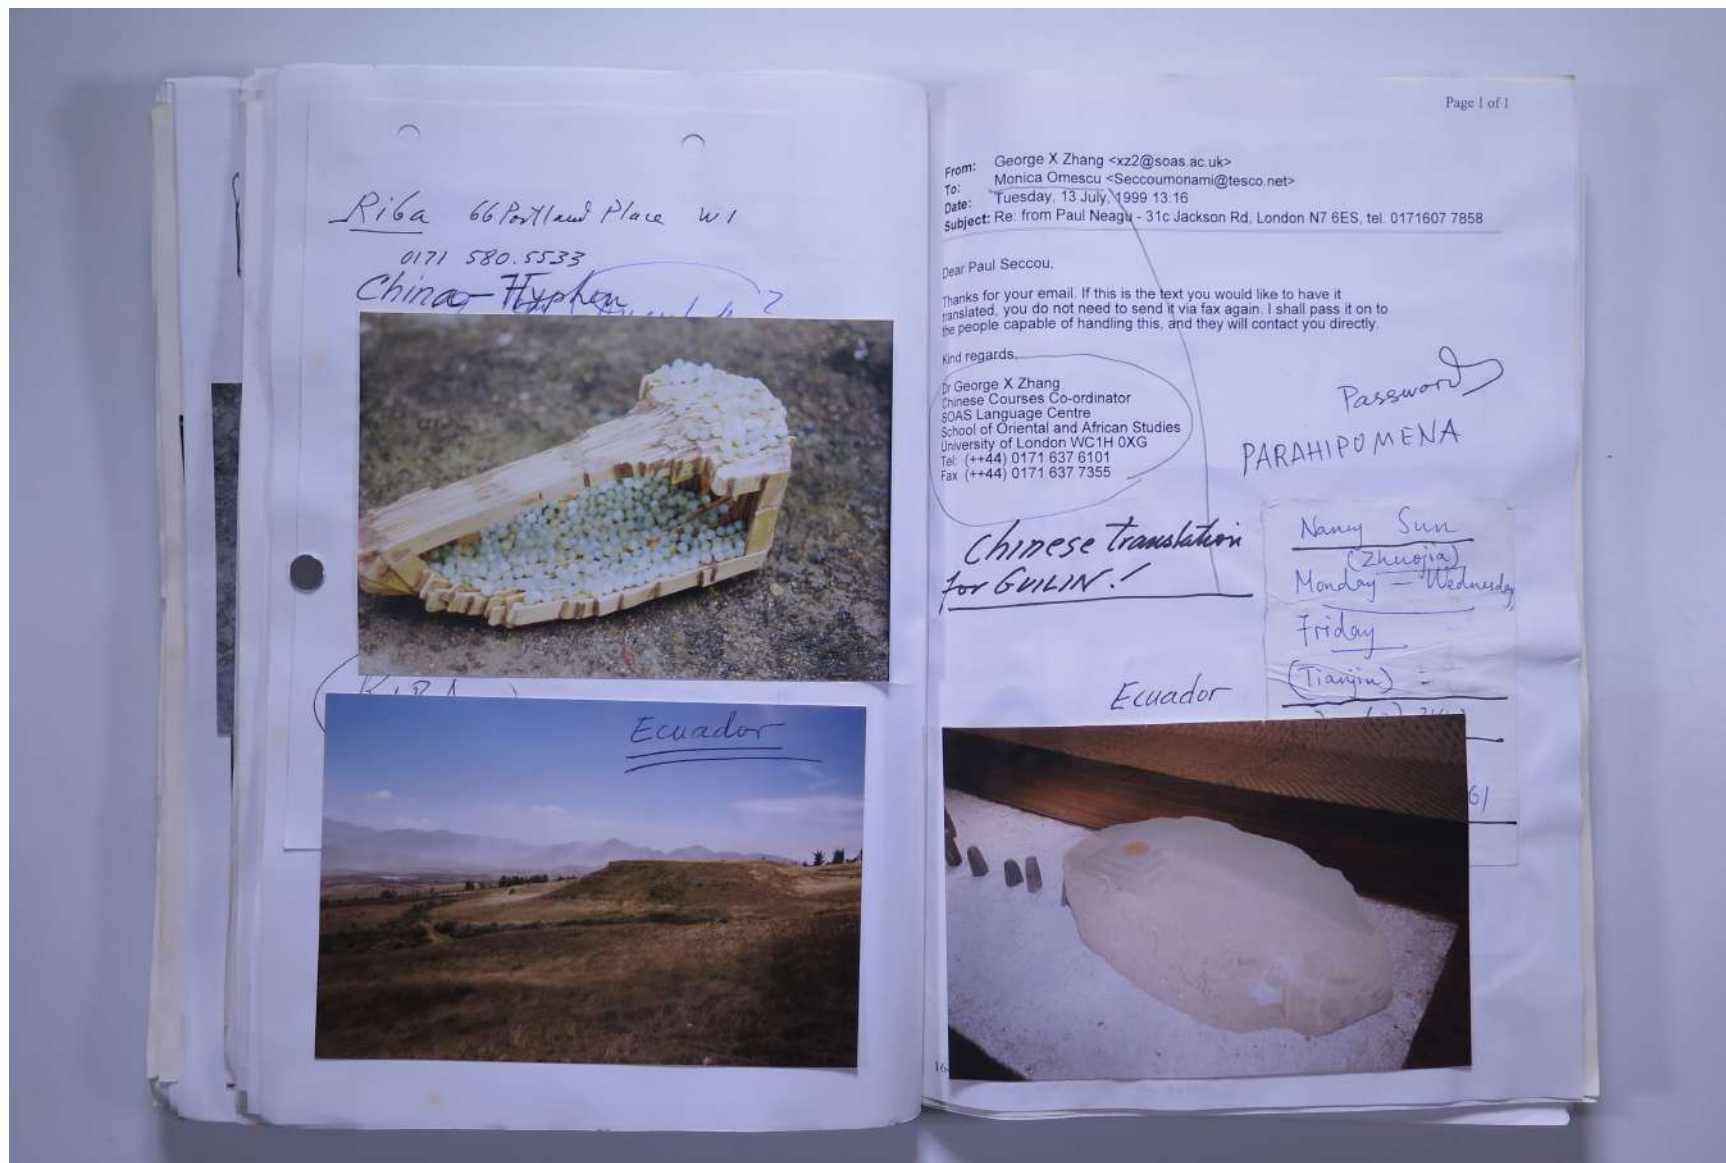 Riba 66 Portland Place W1
0171 580.5533
China - Hyphen
?
Ecuador
Page 1 of 1
From: George X Zhang <xz2@soas.ac.uk>
To: Monica Omescu <Seccoumonami@tesco.net>
Date: Tuesday, 13 July, 1999 13:16
Subject: Re: from Paul Neagu - 31c Jackson Rd, London N7 6ES, tel. 0171607 7858
Dear Paul Seccou,
Thanks for your email. If this is the text you would like to have it
translated, you do not need to send it via fax again. I shall pass it on to
the people capable of handling this, and they will contact you directly.
Kind regards,
Dr George X Zhang
Chinese Courses Co-ordinator
SOAS Language Centre
School of Oriental and African Studies
University of London WC1H 0XG
Tel: (++44) 0171 637 6101
Fax (++44) 0171 637 7355
Password
PARAHIPOMENA
Chinese translation
for GUILIN!
Nancy Sun
(Zhuojia)
Monday - Wednesday
Friday
(Tianjin) =
61
Ecuador
16